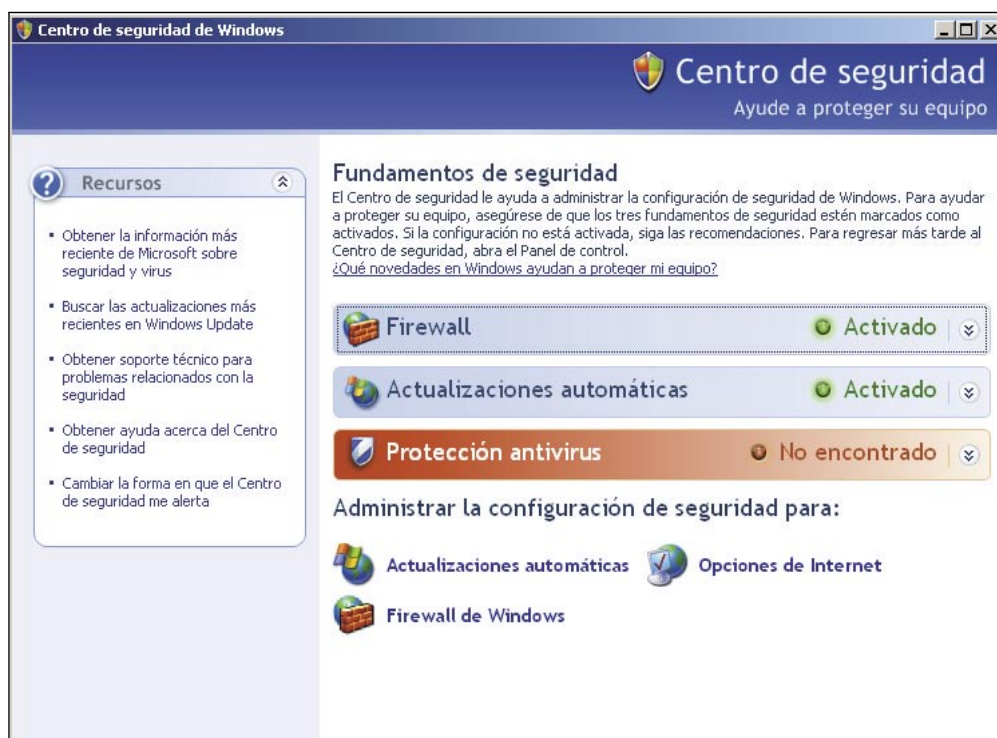 Centro de seguridad de Windows
Centro de seguridad
Ayude a proteger su equipo
Recursos
▪ Obtener la información más
reciente de Microsoft sobre
seguridad y virus
▪ Buscar las actualizaciones más
recientes en Windows Update
▪ Obtener soporte técnico para
problemas relacionados con la
seguridad
▪ Obtener ayuda acerca del Centro
de seguridad
▪ Cambiar la forma en que el Centro
de seguridad me alerta
Fundamentos de seguridad
El Centro de seguridad le ayuda a administrar la configuración de seguridad de Windows. Para ayudar
a proteger su equipo, asegúrese de que los tres fundamentos de seguridad estén marcados como
activados. Si la configuración no está activada, siga las recomendaciones. Para regresar más tarde al
Centro de seguridad, abra el Panel de control.
¿Qué novedades en Windows ayudan a proteger mi equipo?
Firewall Activado
Actualizaciones automáticas Activado
Protección antivirus No encontrado
Administrar la configuración de seguridad para:
Actualizaciones automáticas Opciones de Internet
Firewall de Windows